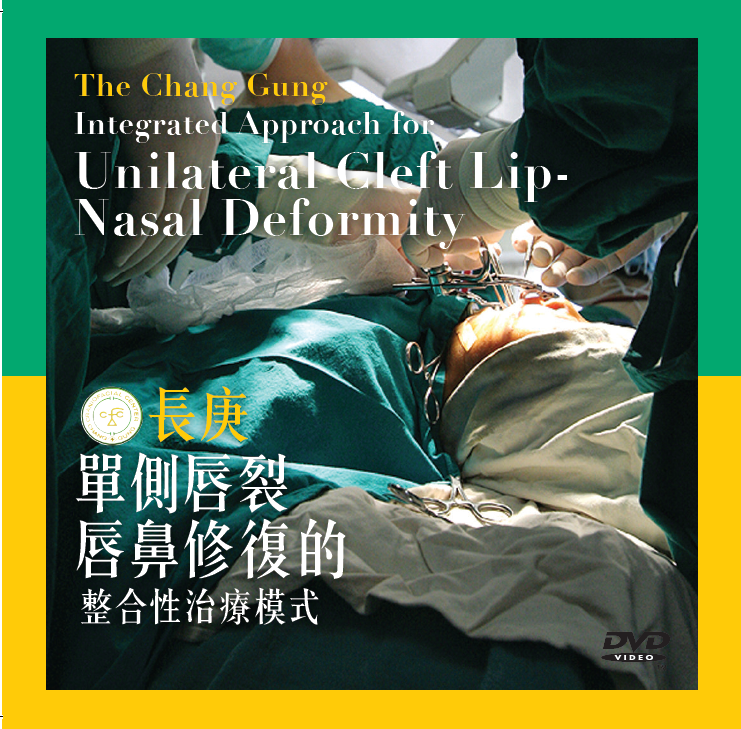 The Chang Gung
Integrated Approach for
Unilateral Cleft Lip-
Nasal Deformity
長庚
單側唇裂
唇鼻修復的
整合性治療模式
DVD
VIDEO